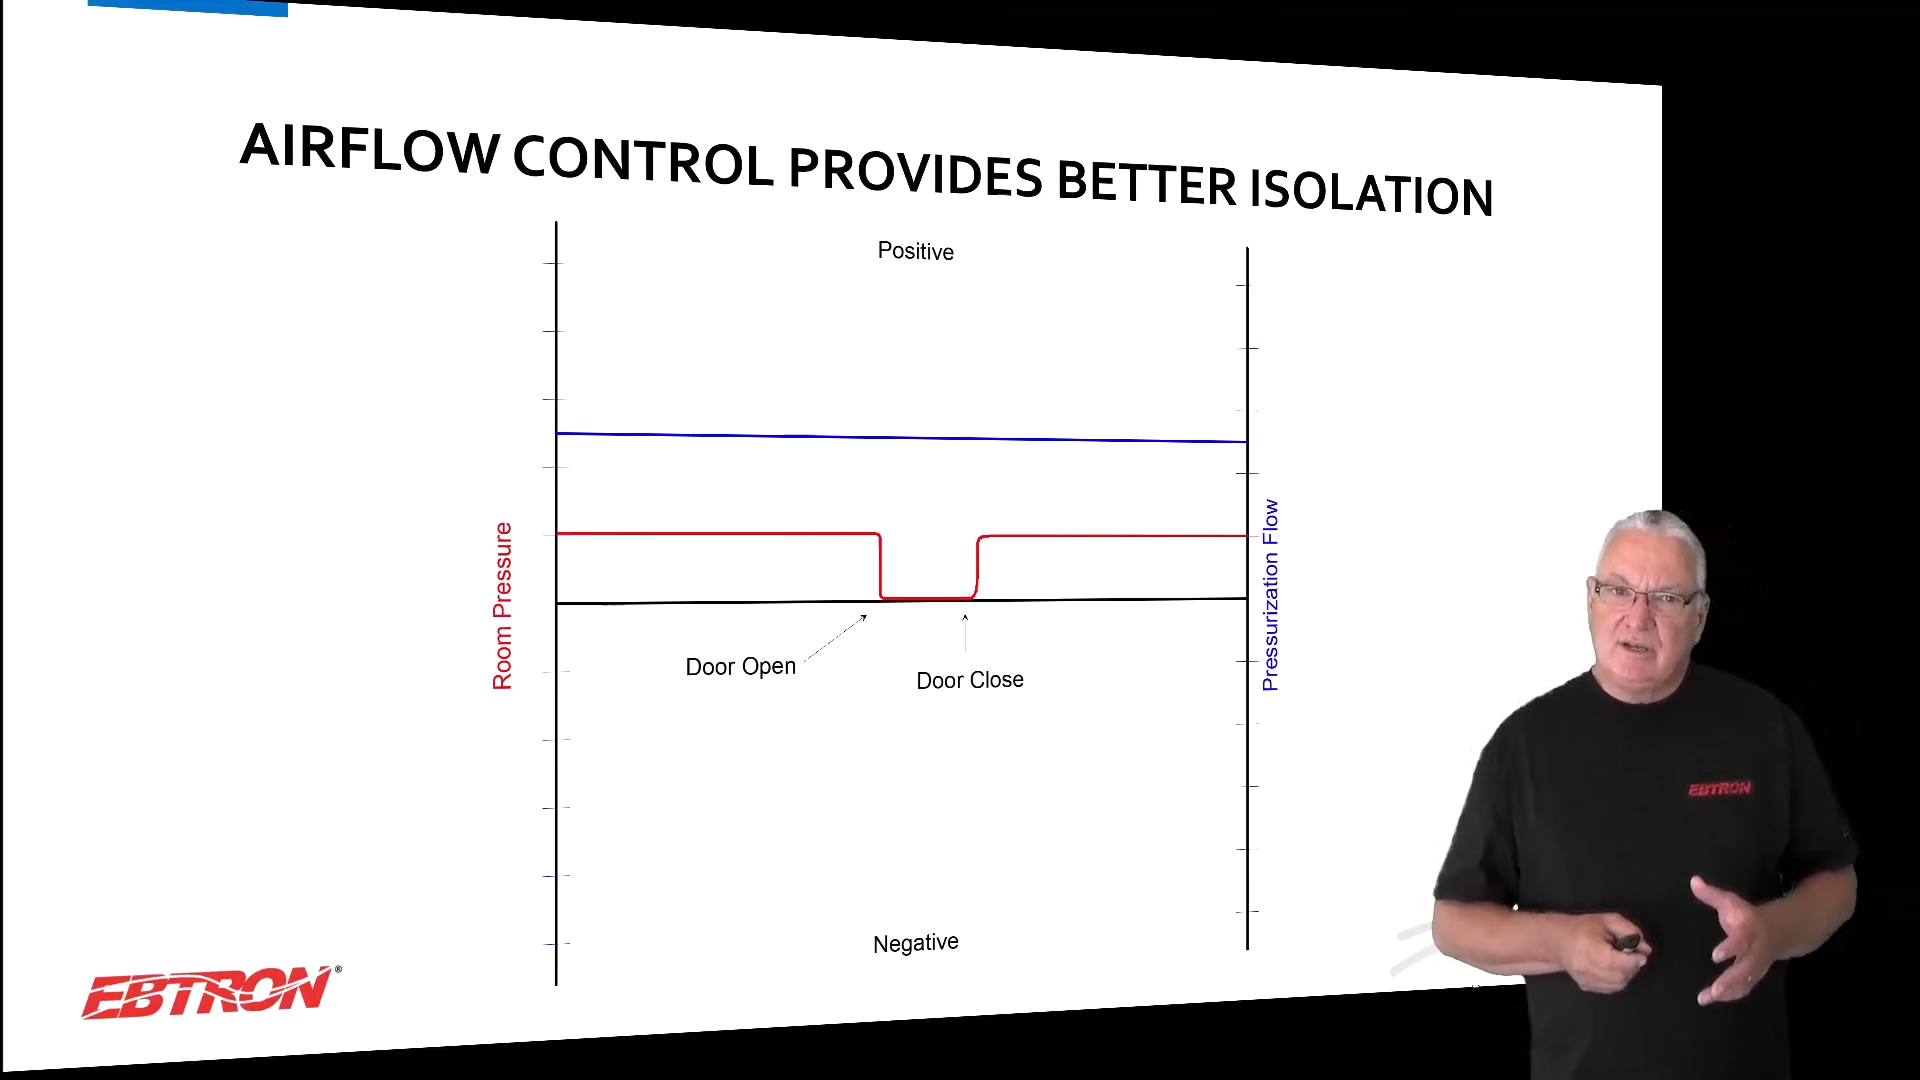 AIRFLOW CONTROL PROVIDES BETTER ISOLATION
Positive
Room Pressure
Pressurization Flow
Door Open
Door Close
Negative
EBTRON®
EBTRON